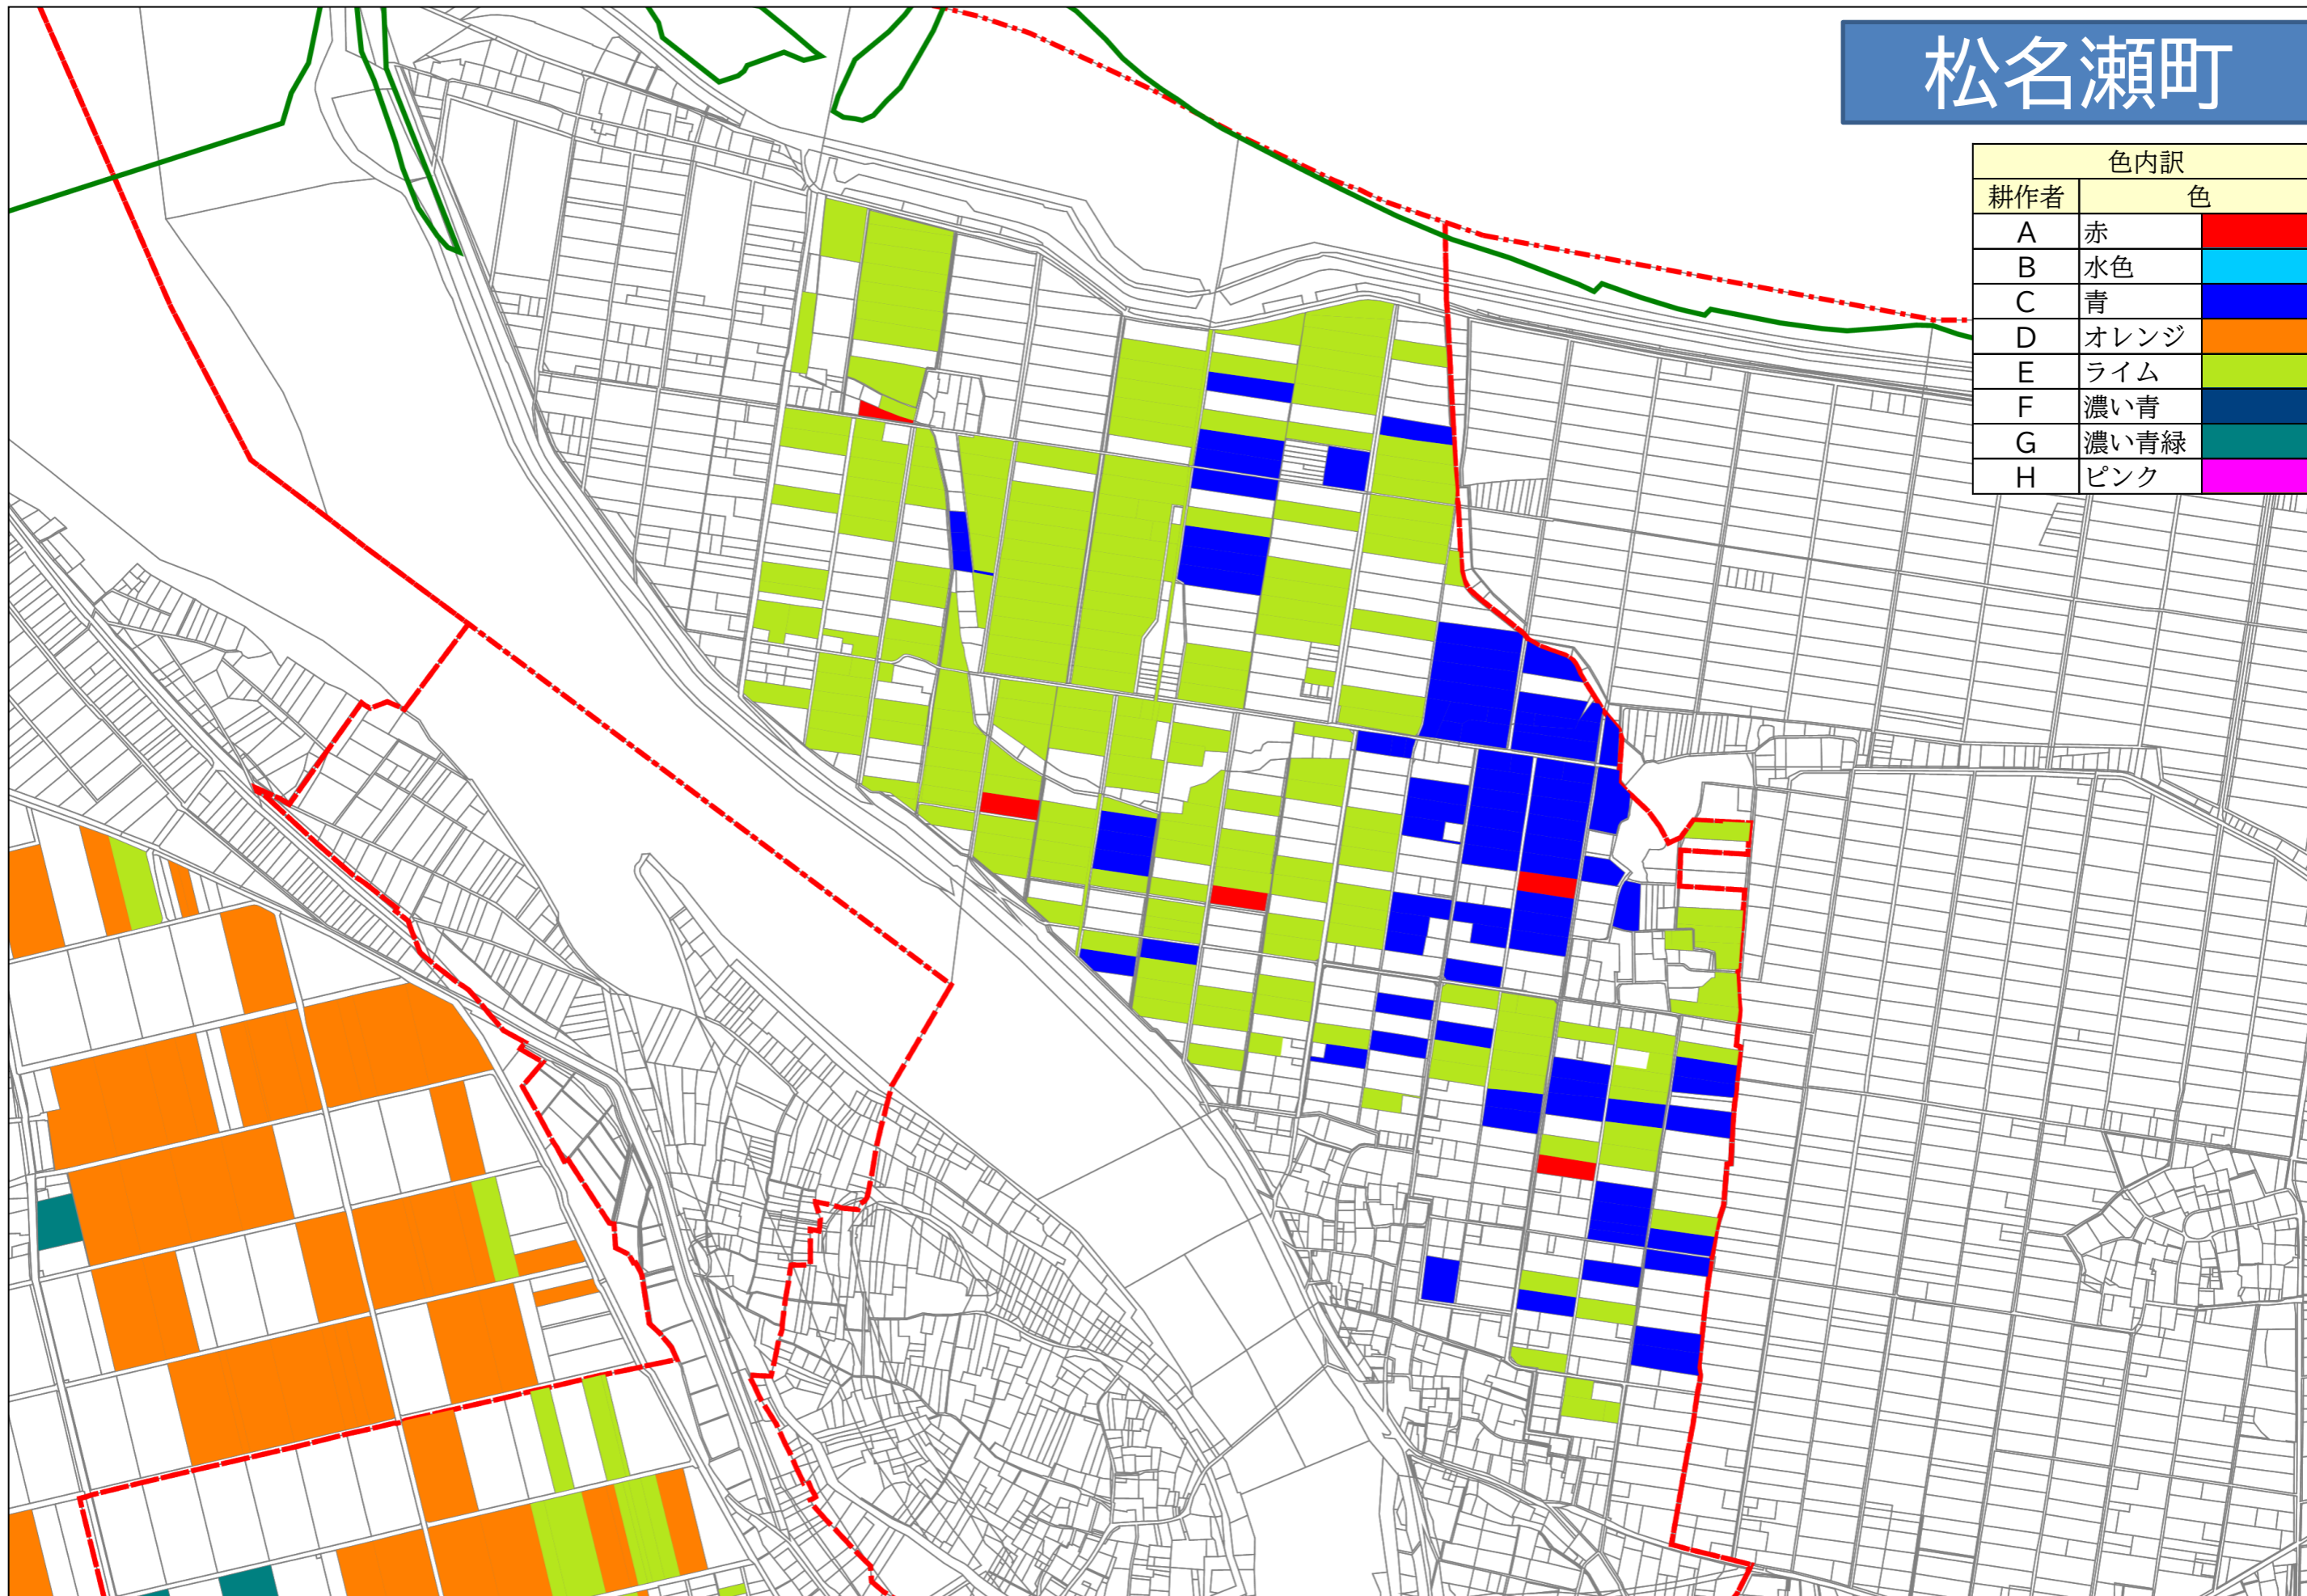 松名瀬町
色内訳
耕作者 色
A 赤
B 水色
C 青
D オレンジ
E ライム
F 濃い青
G 濃い青緑
H ピンク